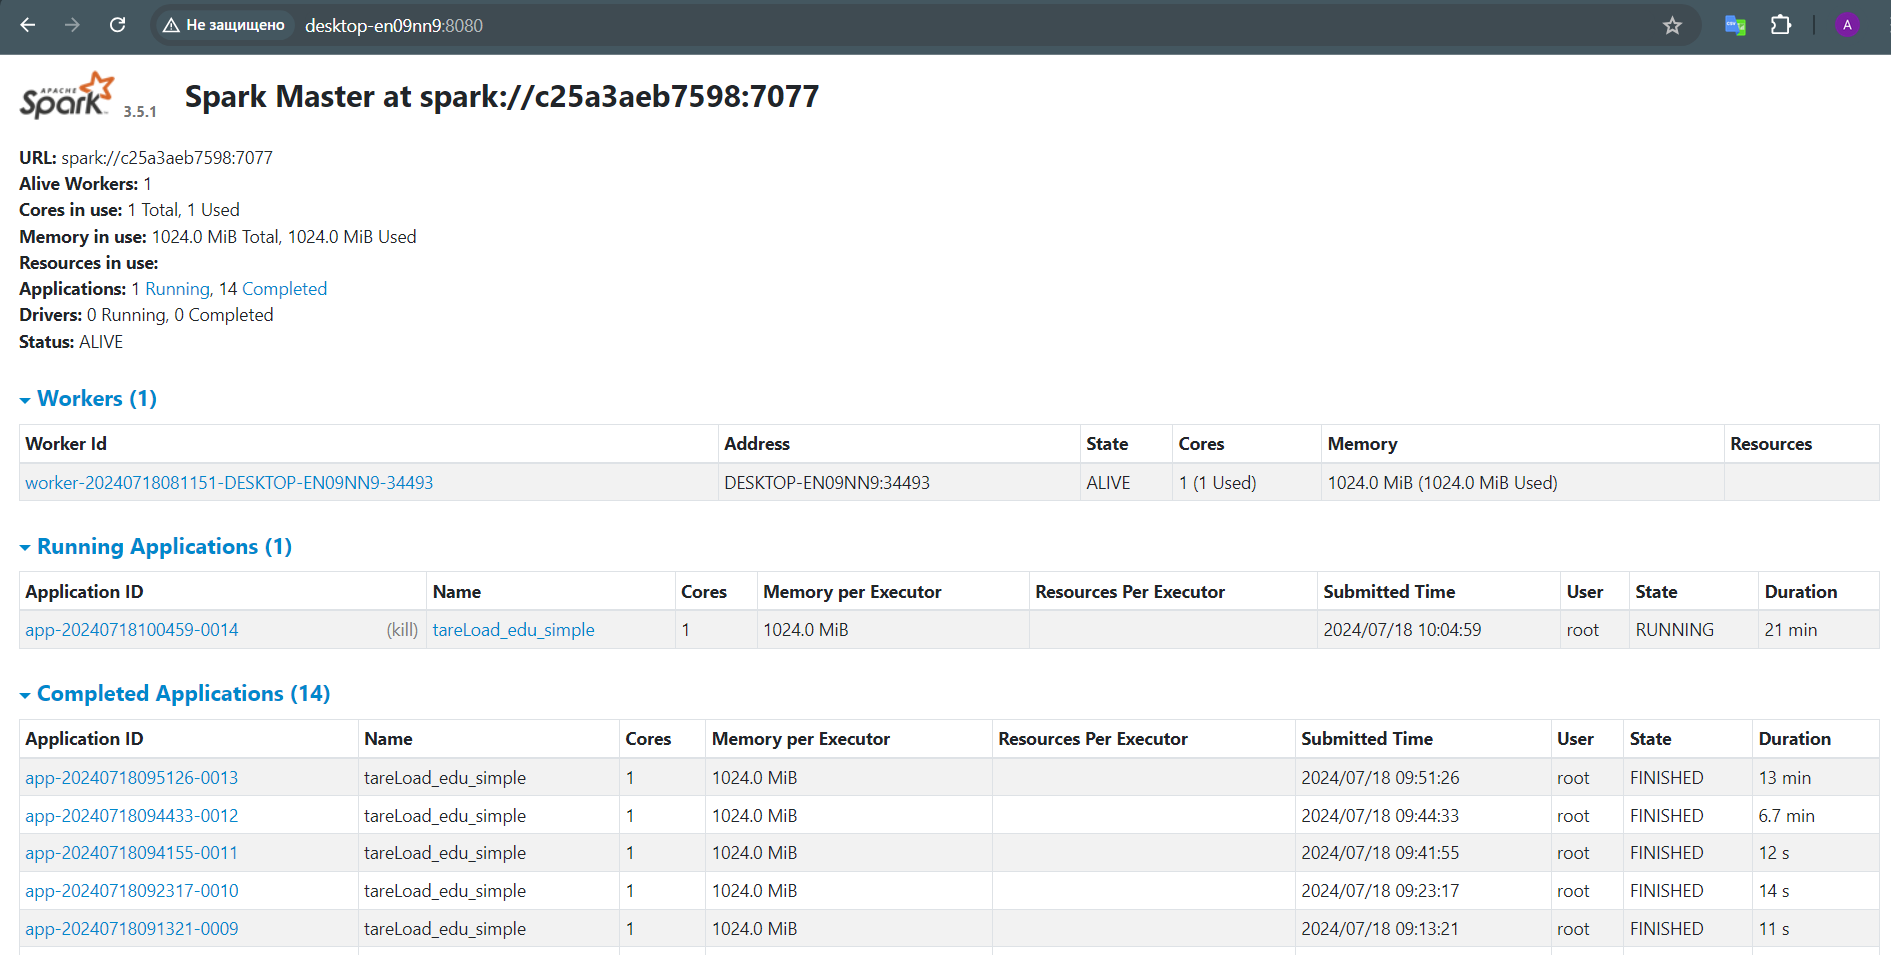 Не защищено desktop-en09nn9:8080 A
APACHE Spark 3.5.1 Spark Master at spark://c25a3aeb7598:7077
URL: spark://c25a3aeb7598:7077
Alive Workers: 1
Cores in use: 1 Total, 1 Used
Memory in use: 1024.0 MiB Total, 1024.0 MiB Used
Resources in use:
Applications: 1 Running, 14 Completed
Drivers: 0 Running, 0 Completed
Status: ALIVE
Workers (1)
Worker Id Address State Cores Memory Resources
worker-20240718081151-DESKTOP-EN09NN9-34493 DESKTOP-EN09NN9:34493 ALIVE 1 (1 Used) 1024.0 MiB (1024.0 MiB Used)
Running Applications (1)
Application ID Name Cores Memory per Executor Resources Per Executor Submitted Time User State Duration
app-20240718100459-0014 (kill) tareLoad_edu_simple 1 1024.0 MiB 2024/07/18 10:04:59 root RUNNING 21 min
Completed Applications (14)
Application ID Name Cores Memory per Executor Resources Per Executor Submitted Time User State Duration
app-20240718095126-0013 tareLoad_edu_simple 1 1024.0 MiB 2024/07/18 09:51:26 root FINISHED 13 min
app-20240718094433-0012 tareLoad_edu_simple 1 1024.0 MiB 2024/07/18 09:44:33 root FINISHED 6.7 min
app-20240718094155-0011 tareLoad_edu_simple 1 1024.0 MiB 2024/07/18 09:41:55 root FINISHED 12 s
app-20240718092317-0010 tareLoad_edu_simple 1 1024.0 MiB 2024/07/18 09:23:17 root FINISHED 14 s
app-20240718091321-0009 tareLoad_edu_simple 1 1024.0 MiB 2024/07/18 09:13:21 root FINISHED 11 s